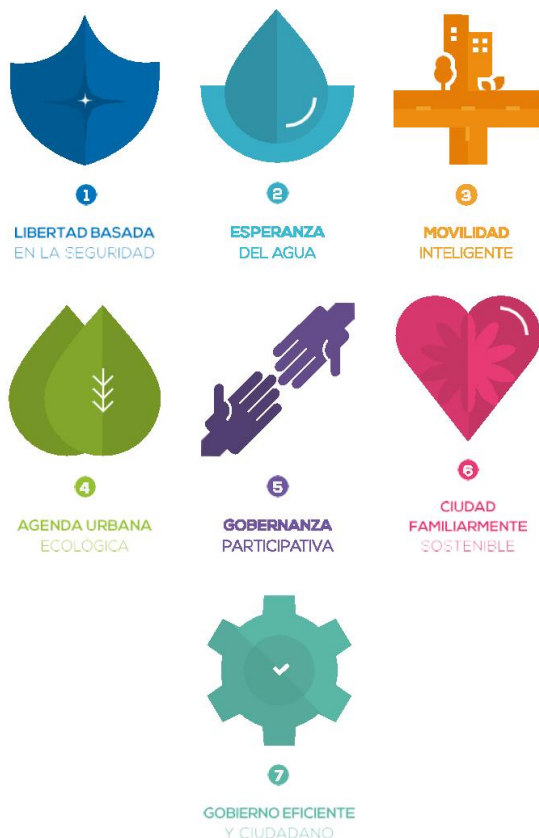 1
LIBERTAD BASADA
EN LA SEGURIDAD
2
ESPERANZA
DEL AGUA
3
MOVILIDAD
INTELIGENTE
4
AGENDA URBANA
ECOLÓGICA
5
GOBERNANZA
PARTICIPATIVA
6
CIUDAD
FAMILIARMENTE
SOSTENIBLE
7
GOBIERNO EFICIENTE
Y CIUDADANO